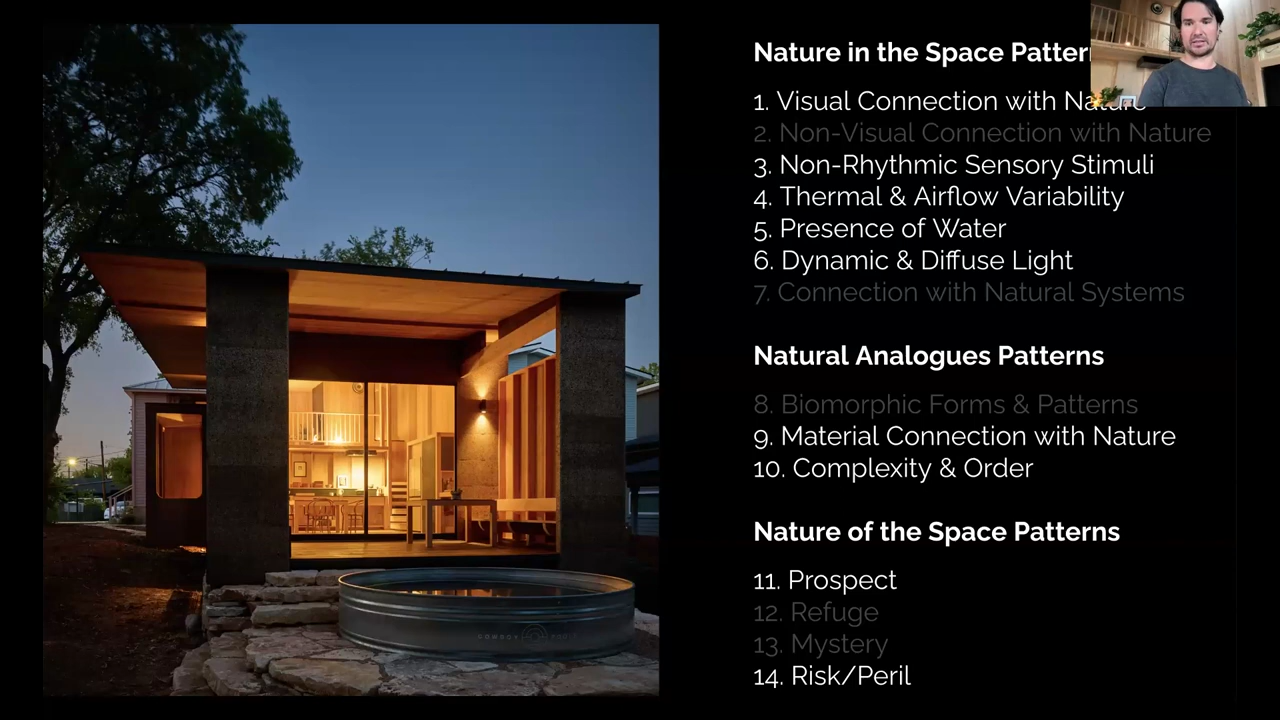 Nature in the Space Patter
1. Visual Connection with Nature
2. Non-Visual Connection with Nature
3. Non-Rhythmic Sensory Stimuli
4. Thermal & Airflow Variability
5. Presence of Water
6. Dynamic & Diffuse Light
7. Connection with Natural Systems
Natural Analogues Patterns
8. Biomorphic Forms & Patterns
9. Material Connection with Nature
10. Complexity & Order
Nature of the Space Patterns
11. Prospect
12. Refuge
13. Mystery
14. Risk/Peril
COWBOY